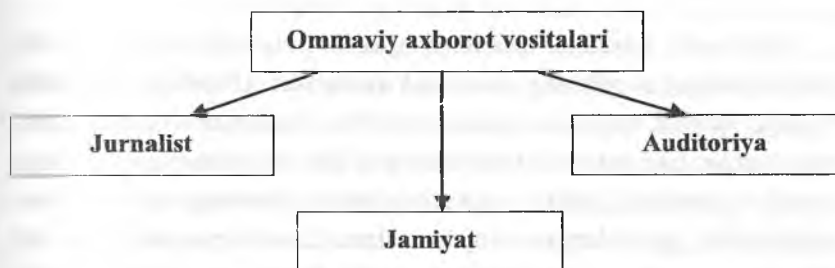 Ommaviy axborot vositalari
Jurnalist
Auditoriya
Jamiyat